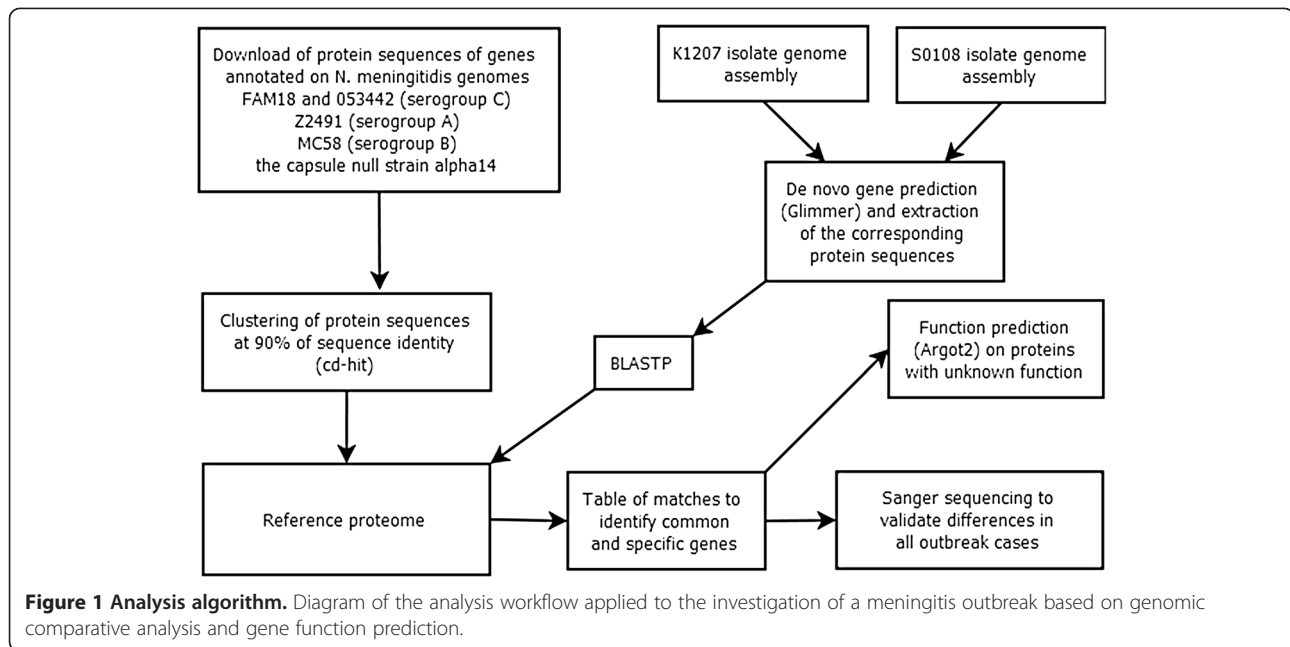 Download of protein sequences of genes
annotated on N. meningitidis genomes
FAM18 and 053442 (serogroup C)
Z2491 (serogroup A)
MC58 (serogroup B)
the capsule null strain alpha14
K1207 isolate genome
assembly
S0108 isolate genome
assembly
De novo gene prediction
(Glimmer) and extraction
of the corresponding
protein sequences
Clustering of protein sequences
at 90% of sequence identity
(cd-hit)
BLASTP
Function prediction
(Argot2) on proteins
with unknown function
Reference proteome
Table of matches to
identify common
and specific genes
Sanger sequencing to
validate differences in
all outbreak cases
Figure 1 Analysis algorithm. Diagram of the analysis workflow applied to the investigation of a meningitis outbreak based on genomic
comparative analysis and gene function prediction.